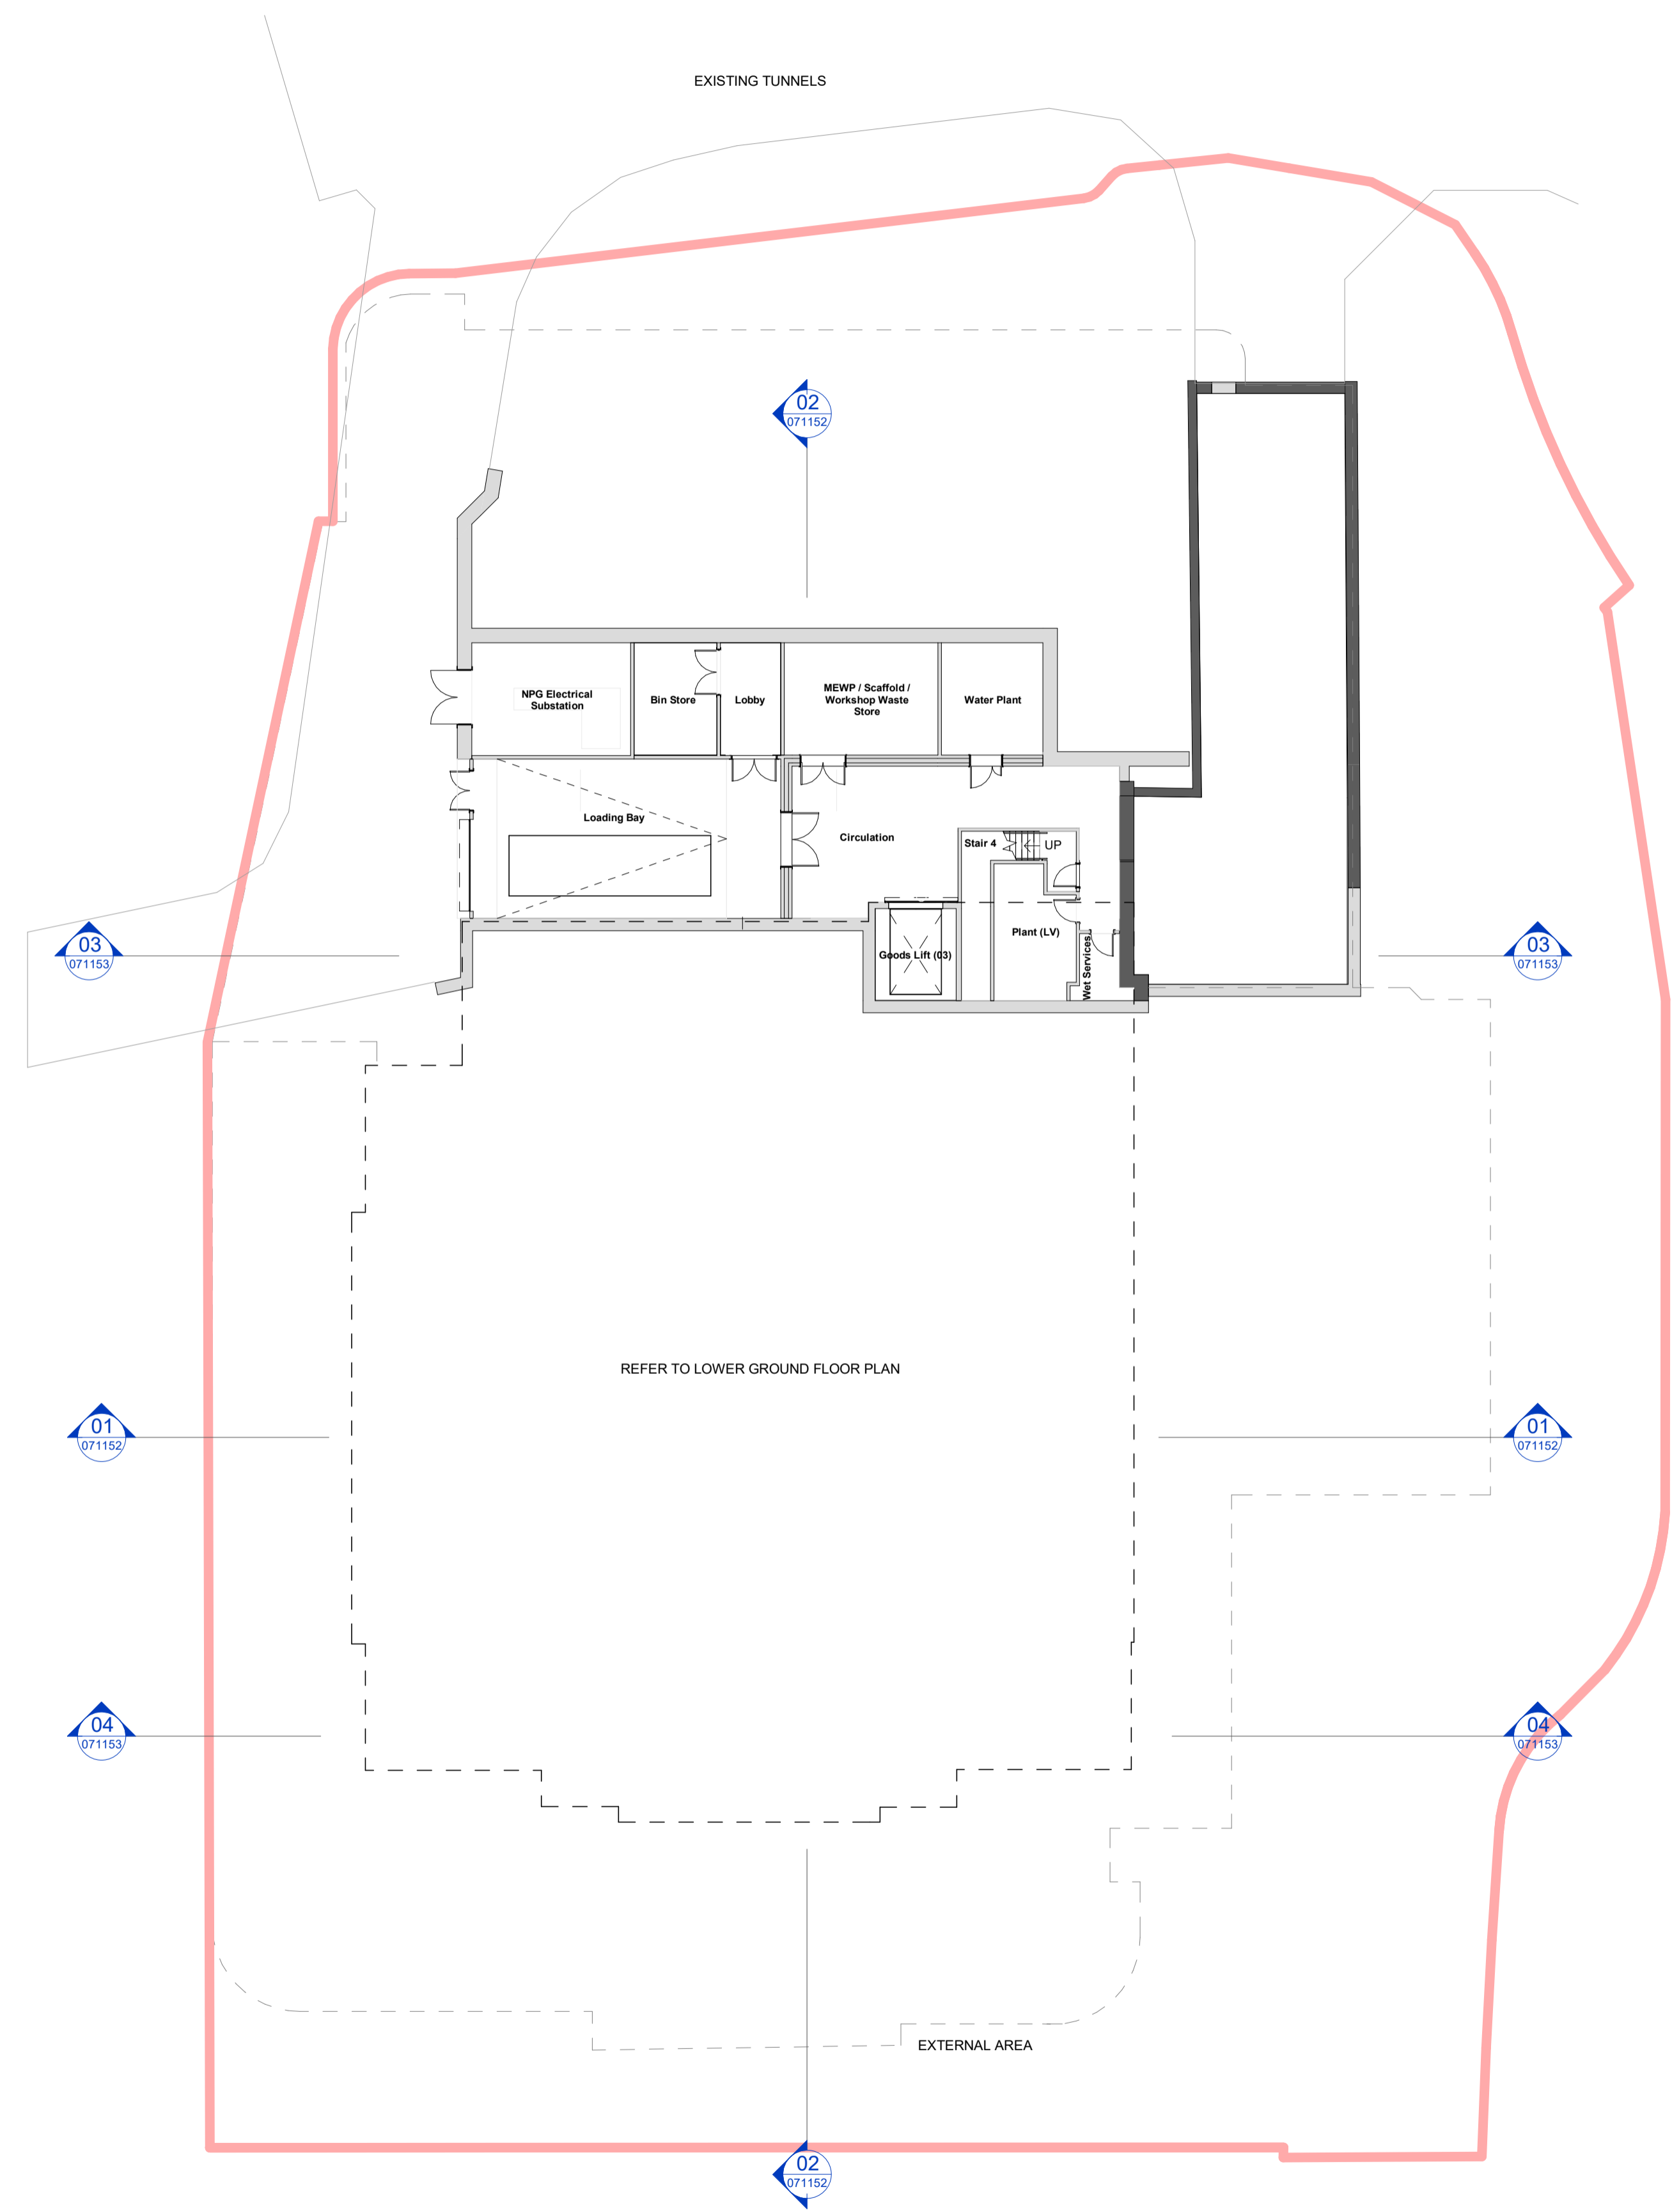 EXISTING TUNNELS
02
071152
NPG Electrical
Substation
Bin Store
Lobby
MEWP / Scaffold /
Workshop Waste
Store
Water Plant
Loading Bay
Circulation
Stair 4
UP
Plant (LV)
Goods Lift (03)
Wet Services
03
071153
03
071153
REFER TO LOWER GROUND FLOOR PLAN
01
071152
01
071152
04
071153
04
071153
EXTERNAL AREA
02
071152